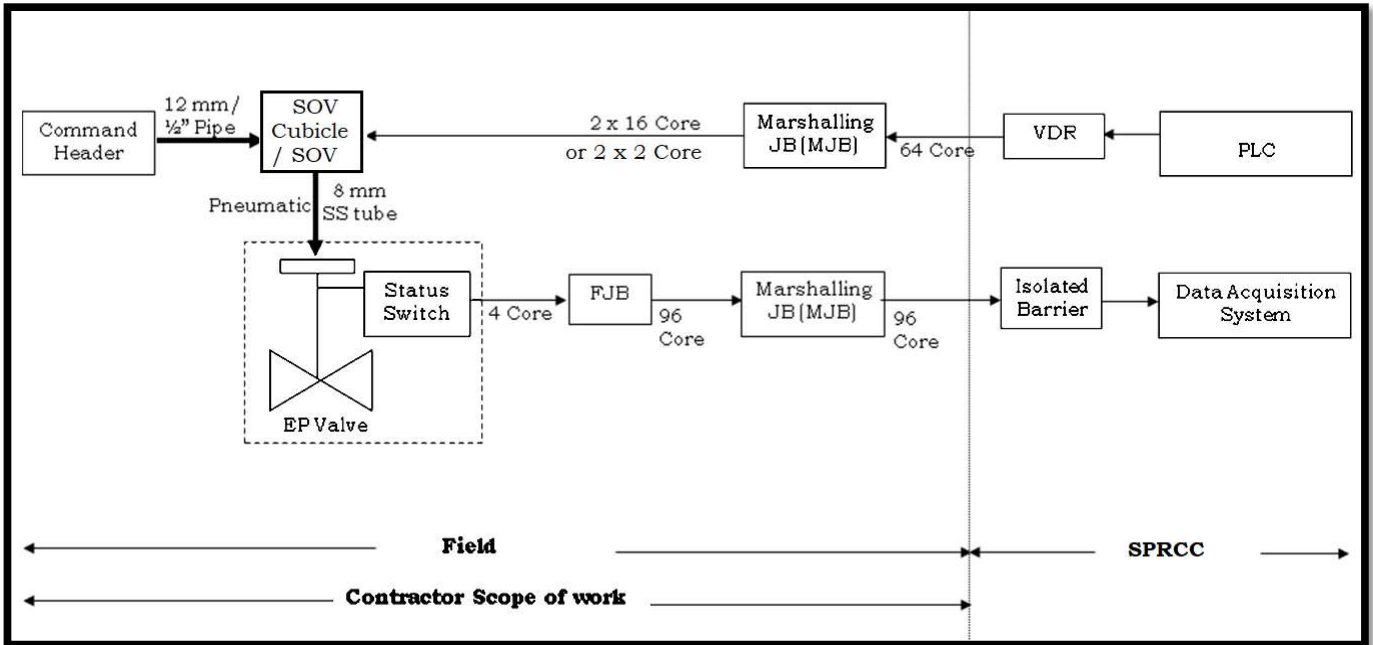 Command
Header
12 mm/
½” Pipe
SOV
Cubicle
/ SOV
2 x 16 Core
or 2 x 2 Core
Marshalling
JB(MJB)
64 Core
VDR
PLC
Pneumatic
8 mm
SS tube
Status
Switch
4 Core
FJB
96
Core
Marshalling
JB(MJB)
96
Core
Isolated
Barrier
Data Acquisition
System
EP Valve
Field
SPRCC
Contractor Scope of work